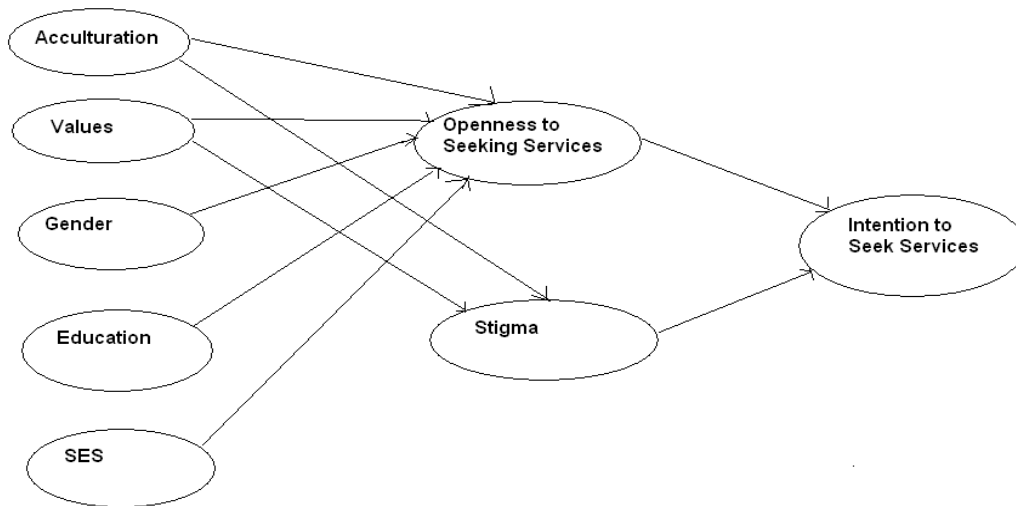 Acculturation
Values
Gender
Education
SES
Openness to
Seeking Services
Stigma
Intention to
Seek Services